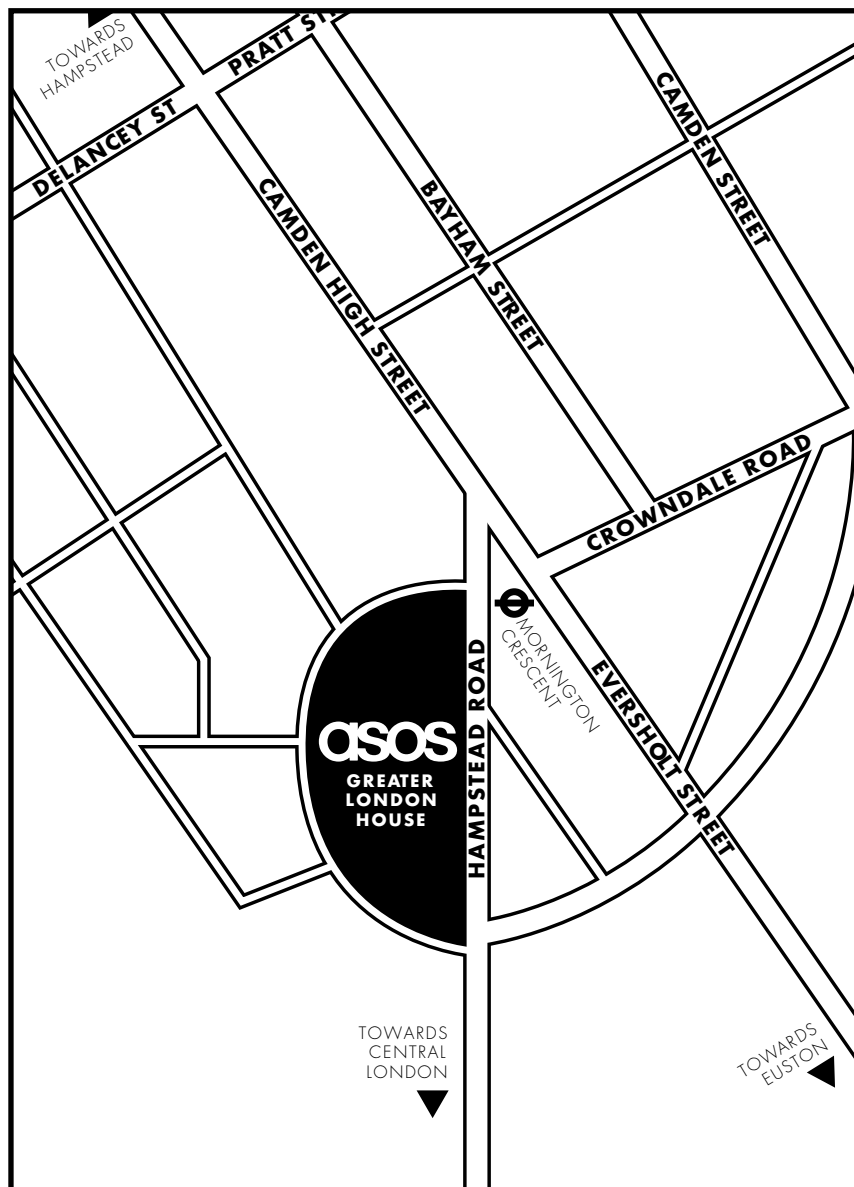 TOWARDS
HAMPSTEAD
PRATT ST
DELANCEY ST
CAMDEN STREET
CAMDEN HIGH STREET
BAYHAM STREET
CROWNDALE ROAD
MORNINGTON
CRESCENT
HAMPSTEAD ROAD
EVERSHOLT STREET
asos
GREATER
LONDON
HOUSE
TOWARDS
CENTRAL
LONDON
TOWARDS
EUSTON